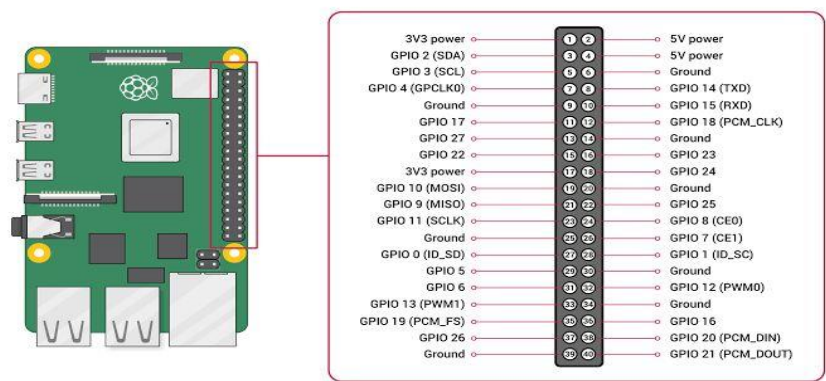 3V3 power 1 2 5V power
GPIO 2 (SDA) 3 4 5V power
GPIO 3 (SCL) 5 6 Ground
GPIO 4 (GPCLK0) 7 8 GPIO 14 (TXD)
Ground 9 10 GPIO 15 (RXD)
GPIO 17 11 12 GPIO 18 (PCM_CLK)
GPIO 27 13 14 Ground
GPIO 22 15 16 GPIO 23
3V3 power 17 18 GPIO 24
GPIO 10 (MOSI) 19 20 Ground
GPIO 9 (MISO) 21 22 GPIO 25
GPIO 11 (SCLK) 23 24 GPIO 8 (CE0)
Ground 25 26 GPIO 7 (CE1)
GPIO 0 (ID_SD) 27 28 GPIO 1 (ID_SC)
GPIO 5 29 30 Ground
GPIO 6 31 32 GPIO 12 (PWM0)
GPIO 13 (PWM1) 33 34 Ground
GPIO 19 (PCM_FS) 35 36 GPIO 16
GPIO 26 37 38 GPIO 20 (PCM_DIN)
Ground 39 40 GPIO 21 (PCM_DOUT)